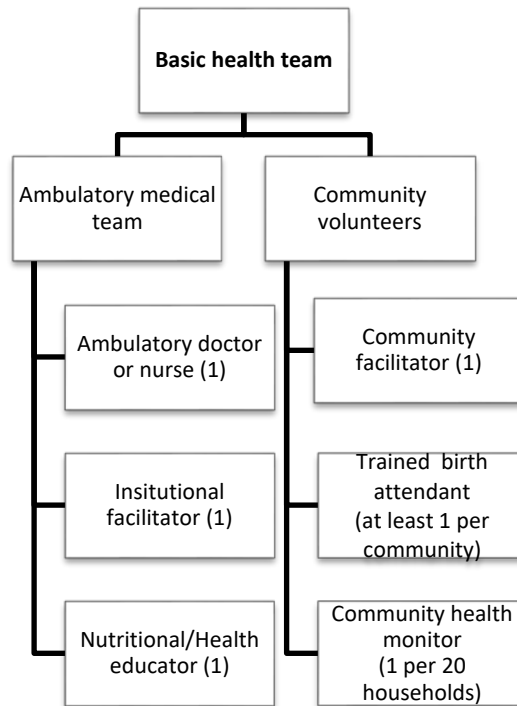 Basic health team
Ambulatory medical
team
Community
volunteers
Ambulatory doctor
or nurse (1)
Insitutional
facilitator (1)
Nutritional/Health
educator (1)
Community
facilitator (1)
Trained birth
attendant
(at least 1 per
community)
Community health
monitor
(1 per 20
households)